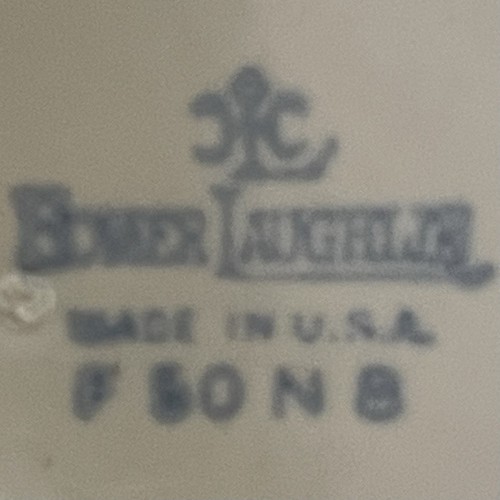 HOMER LAUGHLIN
MADE IN U.S.A.
F 50 N 8